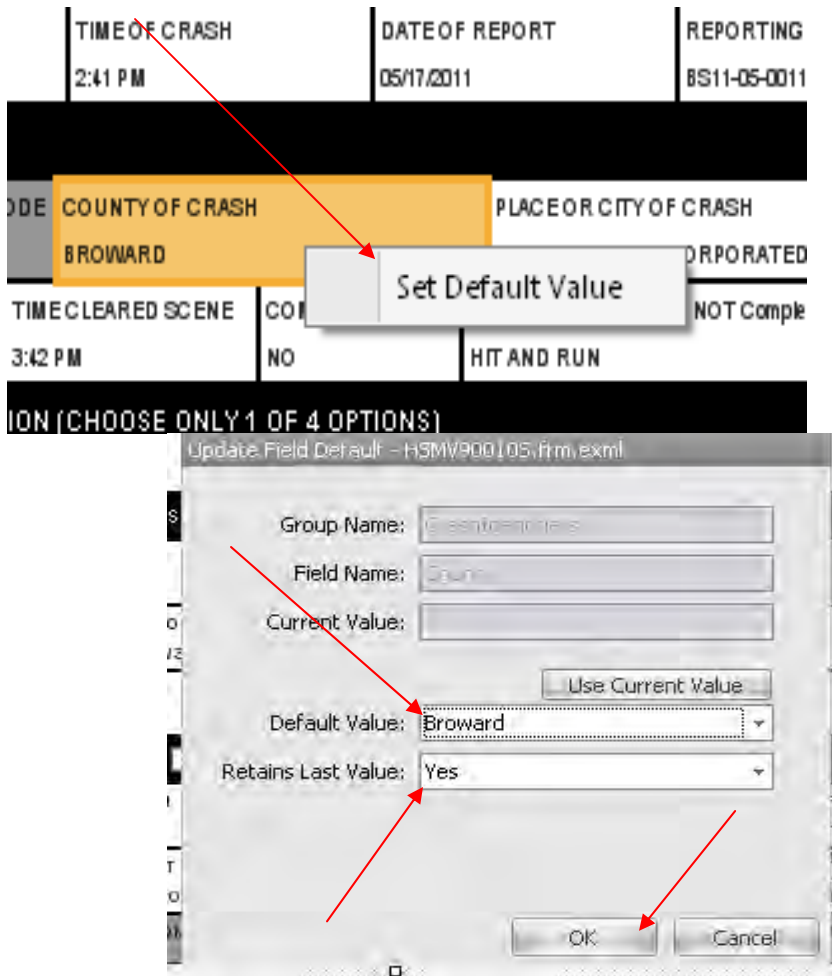 TIME OF CRASH DATE OF REPORT REPORTING
2:41 PM 05/17/2011 BS11-05-0011
ODE COUNTY OF CRASH PLACE OR CITY OF CRASH
BROWARD ORPORATED
Set Default Value
TIME CLEARED SCENE NOT Comple
3:42 PM NO HIT AND RUN
ION (CHOOSE ONLY 1 OF 4 OPTIONS)
Update Field Default - HSMV90010S.frm.exml
Group Name:
Field Name:
Current Value:
Use Current Value
Default Value: Broward
Retains Last Value: Yes
OK Cancel